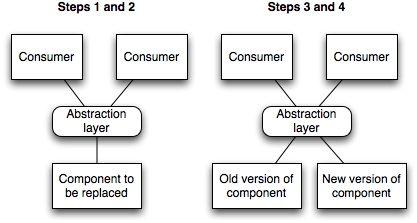 Steps 1 and 2
Consumer
Consumer
Abstraction
layer
Component to
be replaced
Steps 3 and 4
Consumer
Consumer
Abstraction
layer
Old version of
component
New version of
component